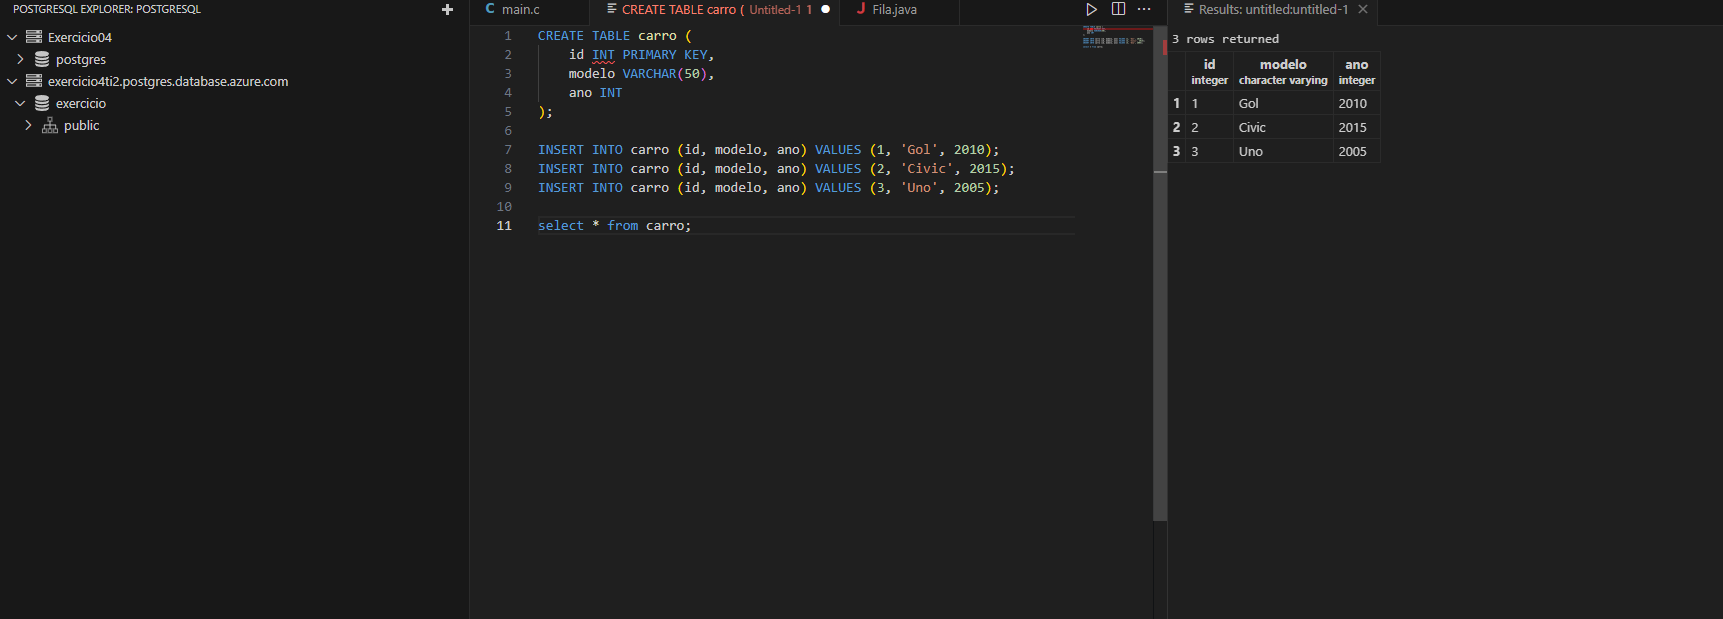 POSTGRESQL EXPLORER: POSTGRESQL
Exercicio04
postgres
exercicio4ti2.postgres.database.azure.com
exercicio
public
main.c
CREATE TABLE carro ( Untitled-1 1
Fila.java
1 CREATE TABLE carro (
2 id INT PRIMARY KEY,
3 modelo VARCHAR(50),
4 ano INT
5 );
6
7 INSERT INTO carro (id, modelo, ano) VALUES (1, 'Gol', 2010);
8 INSERT INTO carro (id, modelo, ano) VALUES (2, 'Civic', 2015);
9 INSERT INTO carro (id, modelo, ano) VALUES (3, 'Uno', 2005);
10
11 select * from carro;
Results: untitled:untitled-1
3 rows returned
id modelo ano
integer character varying integer
1 1 Gol 2010
2 2 Civic 2015
3 3 Uno 2005